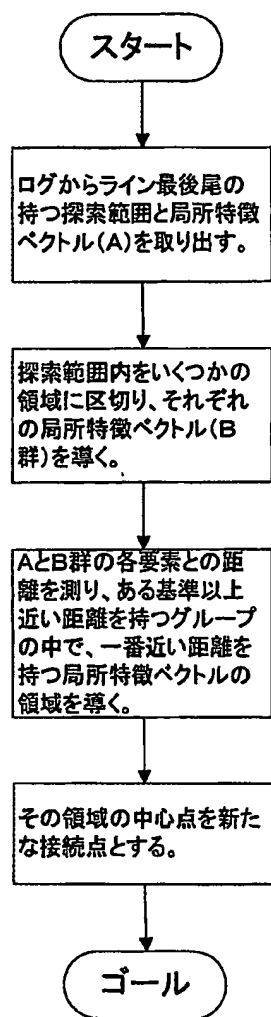 スタート
ログからライン最後尾の
持つ探索範囲と局所特徴
ベクトル(A)を取り出す。
探索範囲内をいくつかの
領域に区切り、それぞれ
の局所特徴ベクトル(B
群)を導く。
AとB群の各要素との距
離を測り、ある基準以上
近い距離を持つグループ
の中で、一番近い距離を
持つ局所特徴ベクトルの
領域を導く。
その領域の中心点を新た
な接続点とする。
ゴール